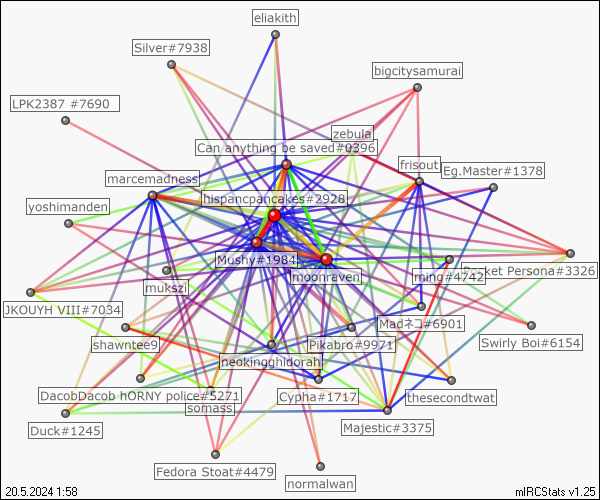 eliakith
Silver#7938
bigcitysamurai
LPK2387 #7690
zebula
Can anything be saved#0396
frisout
Eg.Master#1378
marcemadness
hispancpancakes#2928
yoshimanden
Mushy#1984
moonraven
ming#4742
Pocket Persona#3326
mukszi
JKOUYH VIII#7034
Madネコ#6901
shawntee9
Pikabro#9971
Swirly Boi#6154
neokingghidorah
DacobDacob hORNY police#5271
Cypha#1717
thesecondtwat
somass
Duck#1245
Majestic#3375
Fedora Stoat#4479
normalwan
20.5.2024 1:58
mIRCStats v1.25